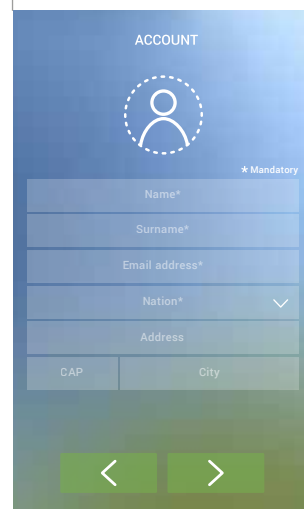 ACCOUNT
* Mandatory
Name*
Surname*
Email address*
Nation*
Address
CAP City